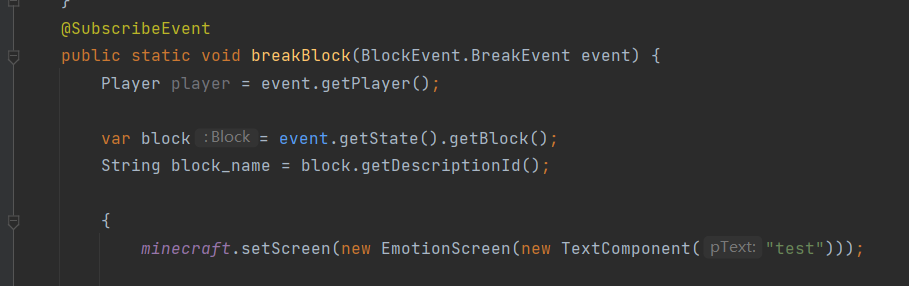 }
@SubscribeEvent
public static void breakBlock(BlockEvent.BreakEvent event) {
Player player = event.getPlayer();
var block :Block = event.getState().getBlock();
String block_name = block.getDescriptionId();
{
minecraft.setScreen(new EmotionScreen(new TextComponent( pText: "test")));